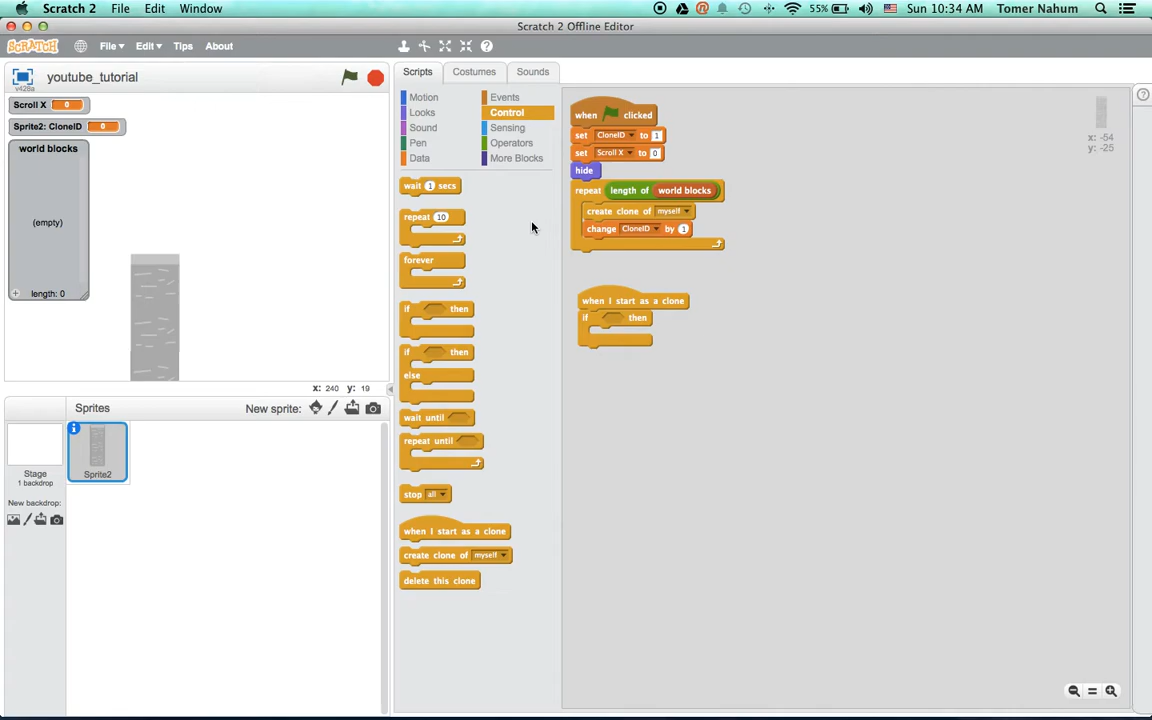 Scratch 2 File Edit Window 55% Sun 10:34 AM Tomer Nahum
Scratch 2 Offline Editor
SCRATCH File Edit Tips About
v428a
youtube_tutorial
Scroll X 0
Sprite2: CloneID 0
world blocks
(empty)
length: 0
x: 240 y: 19
Sprites New sprite:
Stage
1 backdrop
New backdrop:
Sprite2
Scripts Costumes Sounds
Motion Events
Looks Control
Sound Sensing
Pen Operators
Data More Blocks
wait 1 secs
repeat 10
forever
if then
if then
else
wait until
repeat until
stop all
when I start as a clone
create clone of myself
delete this clone
when clicked
set CloneID to 1
set Scroll X to 0
hide
repeat length of world blocks
create clone of myself
change CloneID by 1
when I start as a clone
if then
x: -54
y: -25